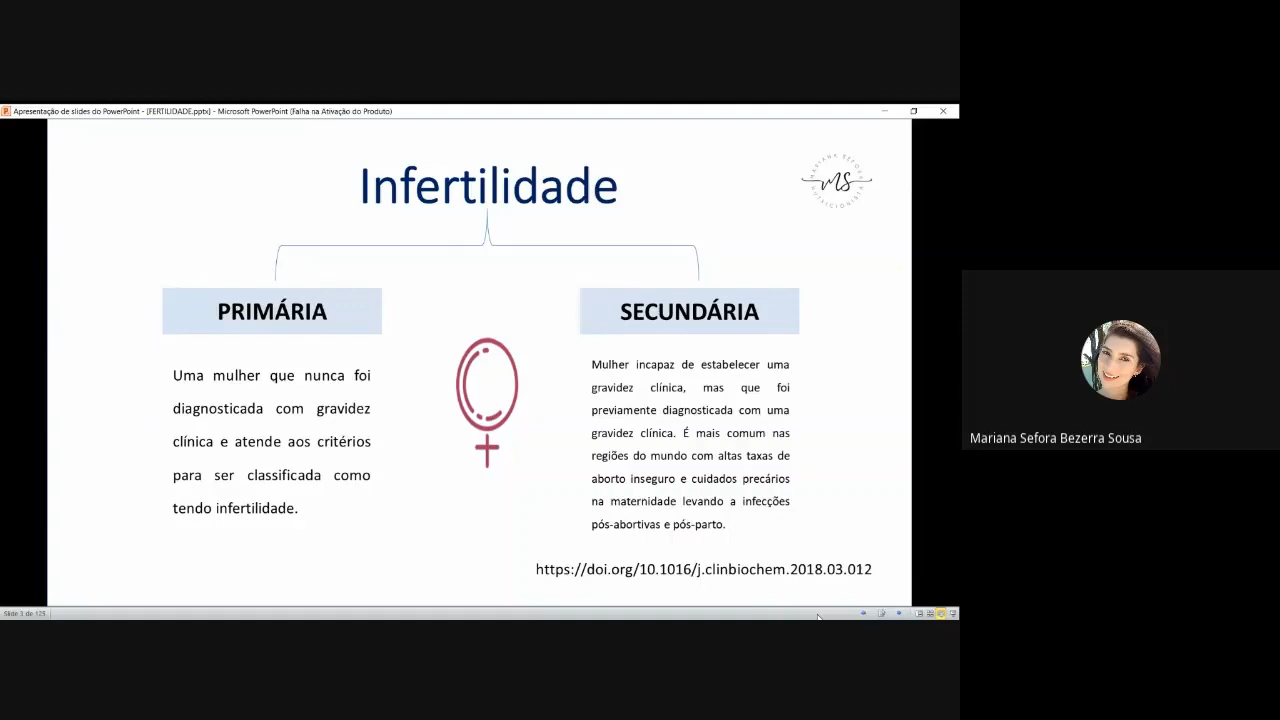 Apresentação de slides do PowerPoint - [FERTILIDADE.pptx] - Microsoft PowerPoint (Falha na Ativação do Produto)
Infertilidade
MARIANA SEFORA
MS
NUTRICIONISTA
PRIMÁRIA
Uma mulher que nunca foi
diagnosticada com gravidez
clínica e atende aos critérios
para ser classificada como
tendo infertilidade.
SECUNDÁRIA
Mulher incapaz de estabelecer uma
gravidez clínica, mas que foi
previamente diagnosticada com uma
gravidez clínica. É mais comum nas
regiões do mundo com altas taxas de
aborto inseguro e cuidados precários
na maternidade levando a infecções
pós-abortivas e pós-parto.
https://doi.org/10.1016/j.clinbiochem.2018.03.012
Slide 3 de 125
Mariana Sefora Bezerra Sousa